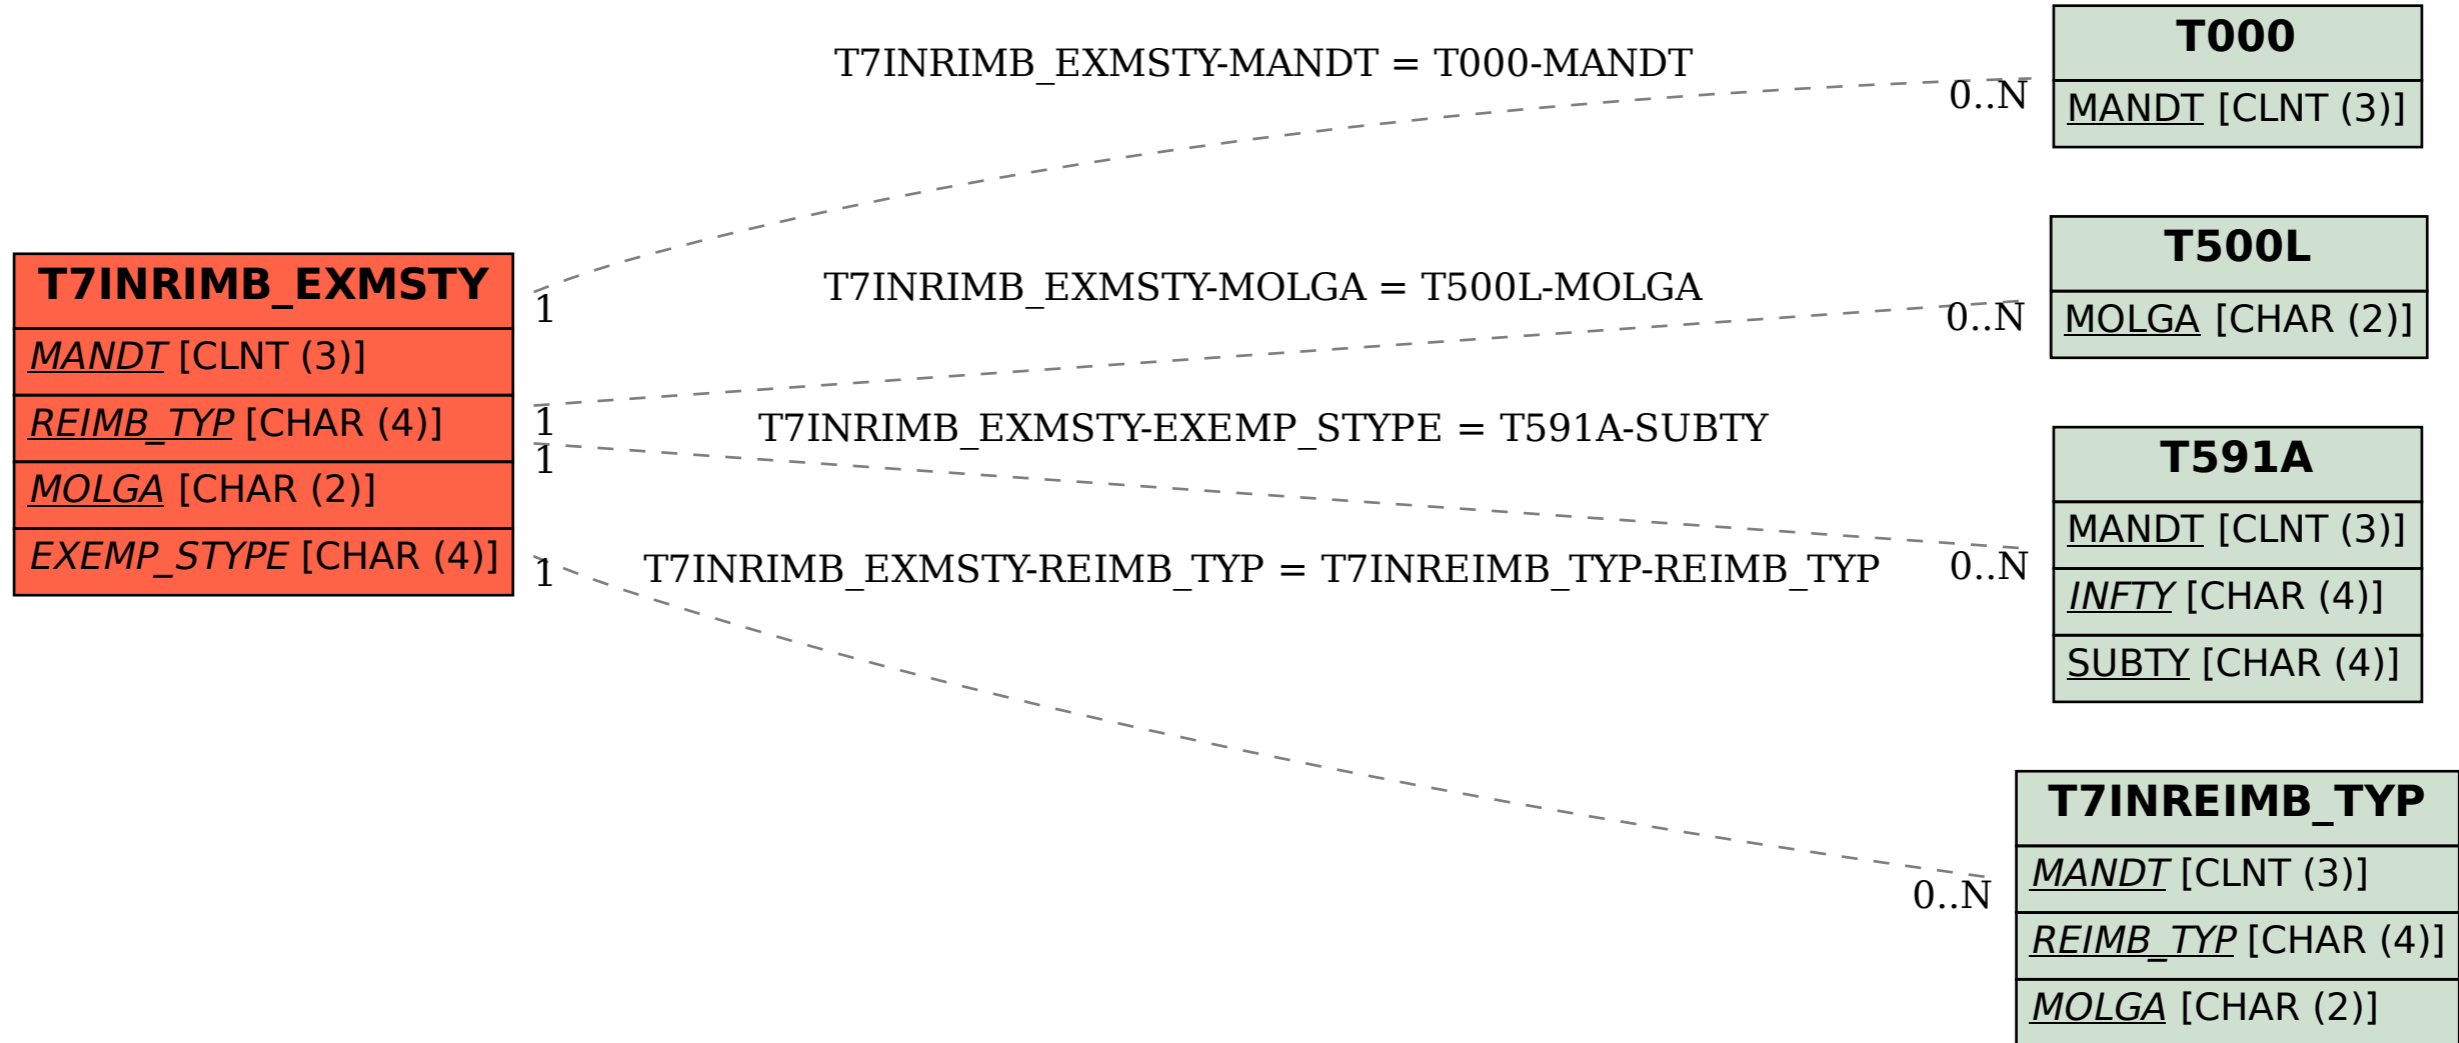 T7INRIMB_EXMSTY
MANDT [CLNT (3)]
REIMB_TYP [CHAR (4)]
MOLGA [CHAR (2)]
EXEMP_STYPE [CHAR (4)]
T7INRIMB_EXMSTY-MANDT = T000-MANDT
1
0..N
T7INRIMB_EXMSTY-MOLGA = T500L-MOLGA
1
0..N
T7INRIMB_EXMSTY-EXEMP_STYPE = T591A-SUBTY
1
0..N
T7INRIMB_EXMSTY-REIMB_TYP = T7INREIMB_TYP-REIMB_TYP
1
0..N
T000
MANDT [CLNT (3)]
T500L
MOLGA [CHAR (2)]
T591A
MANDT [CLNT (3)]
INFTY [CHAR (4)]
SUBTY [CHAR (4)]
T7INREIMB_TYP
MANDT [CLNT (3)]
REIMB_TYP [CHAR (4)]
MOLGA [CHAR (2)]